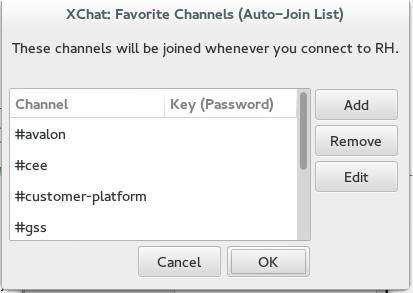 XChat: Favorite Channels (Auto-Join List)
These channels will be joined whenever you connect to RH.
Channel Key (Password)
Add
#avalon
Remove
#cee
Edit
#customer-platform
#gss
Cancel OK